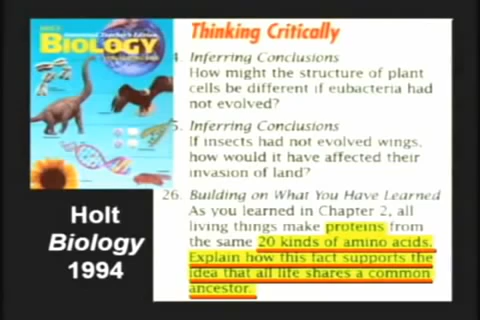 Annotated Teacher's Edition
BIOLOGY
Thinking Critically
4. Inferring Conclusions
How might the structure of plant
cells be different if eubacteria had
not evolved?
5. Inferring Conclusions
If insects had not evolved wings,
how would it have affected their
invasion of land?
26. Building on What You Have Learned
As you learned in Chapter 2, all
living things make proteins from
the same 20 kinds of amino acids.
Explain how this fact supports the
idea that all life shares a common
ancestor.
Holt
Biology
1994